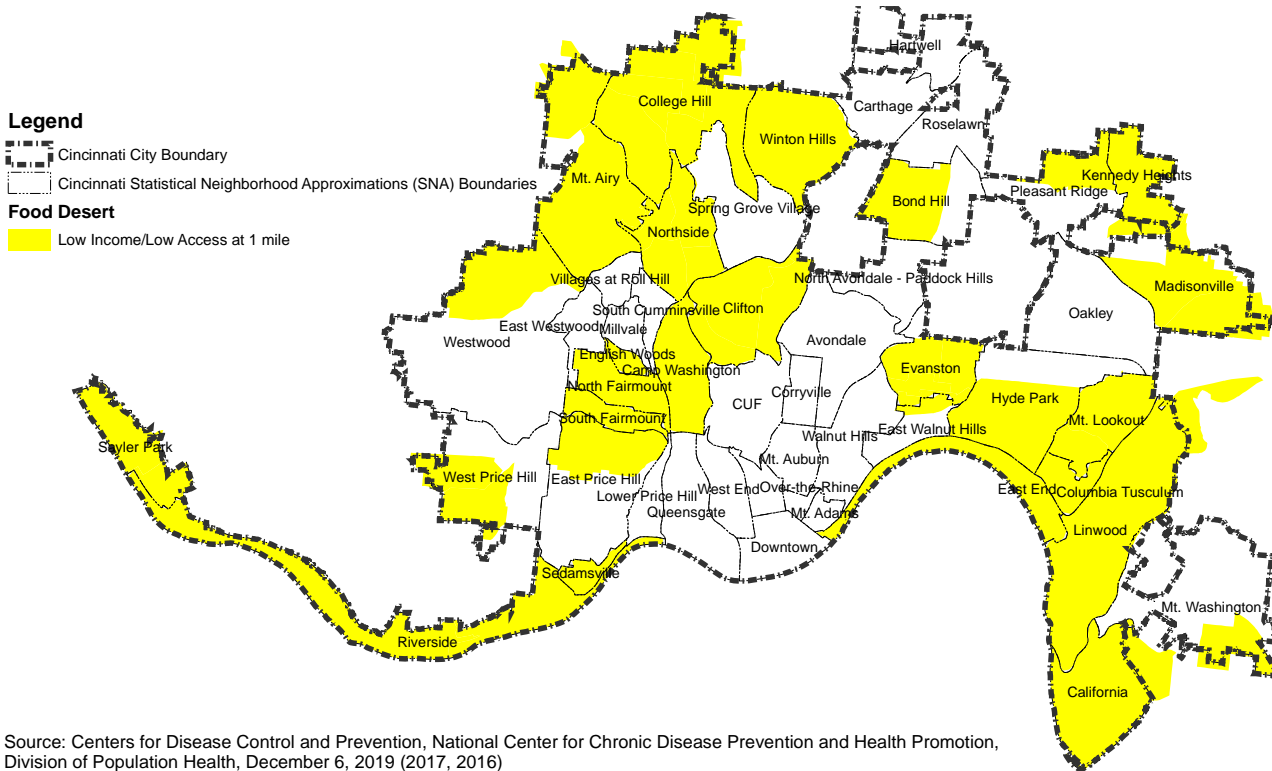 Legend
Cincinnati City Boundary
Cincinnati Statistical Neighborhood Approximations (SNA) Boundaries
Food Desert
Low Income/Low Access at 1 mile
Hartwell
College Hill
Carthage
Roselawn
Winton Hills
Mt. Airy
Kennedy Heights
Pleasant Ridge
Bond Hill
Spring Grove Village
Northside
Villages at Roll Hill
North Avondale - Paddock Hills
Madisonville
South Cumminsville
Clifton
Oakley
East Westwood
Millvale
Westwood
Avondale
English Woods
Camp Washington
Evanston
North Fairmount
Corryville
Hyde Park
CUF
South Fairmount
Mt. Lookout
East Walnut Hills
Walnut Hills
Sayler Park
Mt. Auburn
West Price Hill
East Price Hill
Lower Price Hill
West End
Over-the-Rhine
East End
Columbia Tusculum
Queensgate
Mt. Adams
Linwood
Downtown
Sedamsville
Mt. Washington
Riverside
California
Source: Centers for Disease Control and Prevention, National Center for Chronic Disease Prevention and Health Promotion,
Division of Population Health, December 6, 2019 (2017, 2016)